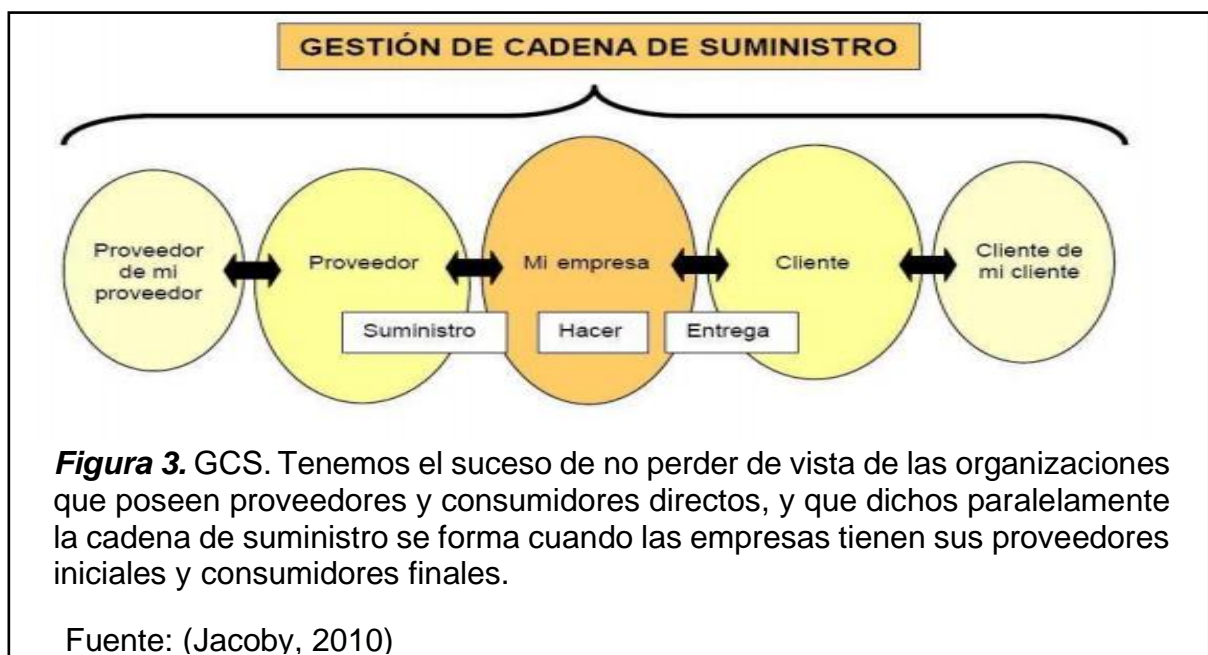 GESTIÓN DE CADENA DE SUMINISTRO
Proveedor
de mi
proveedor
Proveedor
Mi empresa
Cliente
Cliente de
mi cliente
Suministro
Hacer
Entrega
Figura 3. GCS. Tenemos el suceso de no perder de vista de las organizaciones
que poseen proveedores y consumidores directos, y que dichos paralelamente
la cadena de suministro se forma cuando las empresas tienen sus proveedores
iniciales y consumidores finales.
Fuente: (Jacoby, 2010)